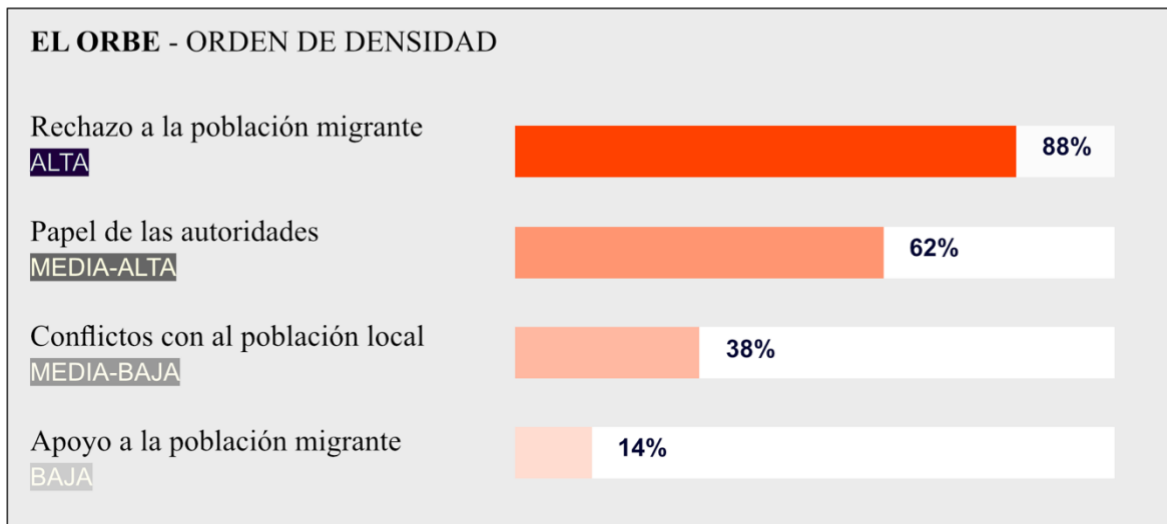 EL ORBE - ORDEN DE DENSIDAD
Rechazo a la población migrante
ALTA
88%
Papel de las autoridades
MEDIA-ALTA
62%
Conflictos con al población local
MEDIA-BAJA
38%
Apoyo a la población migrante
BAJA
14%